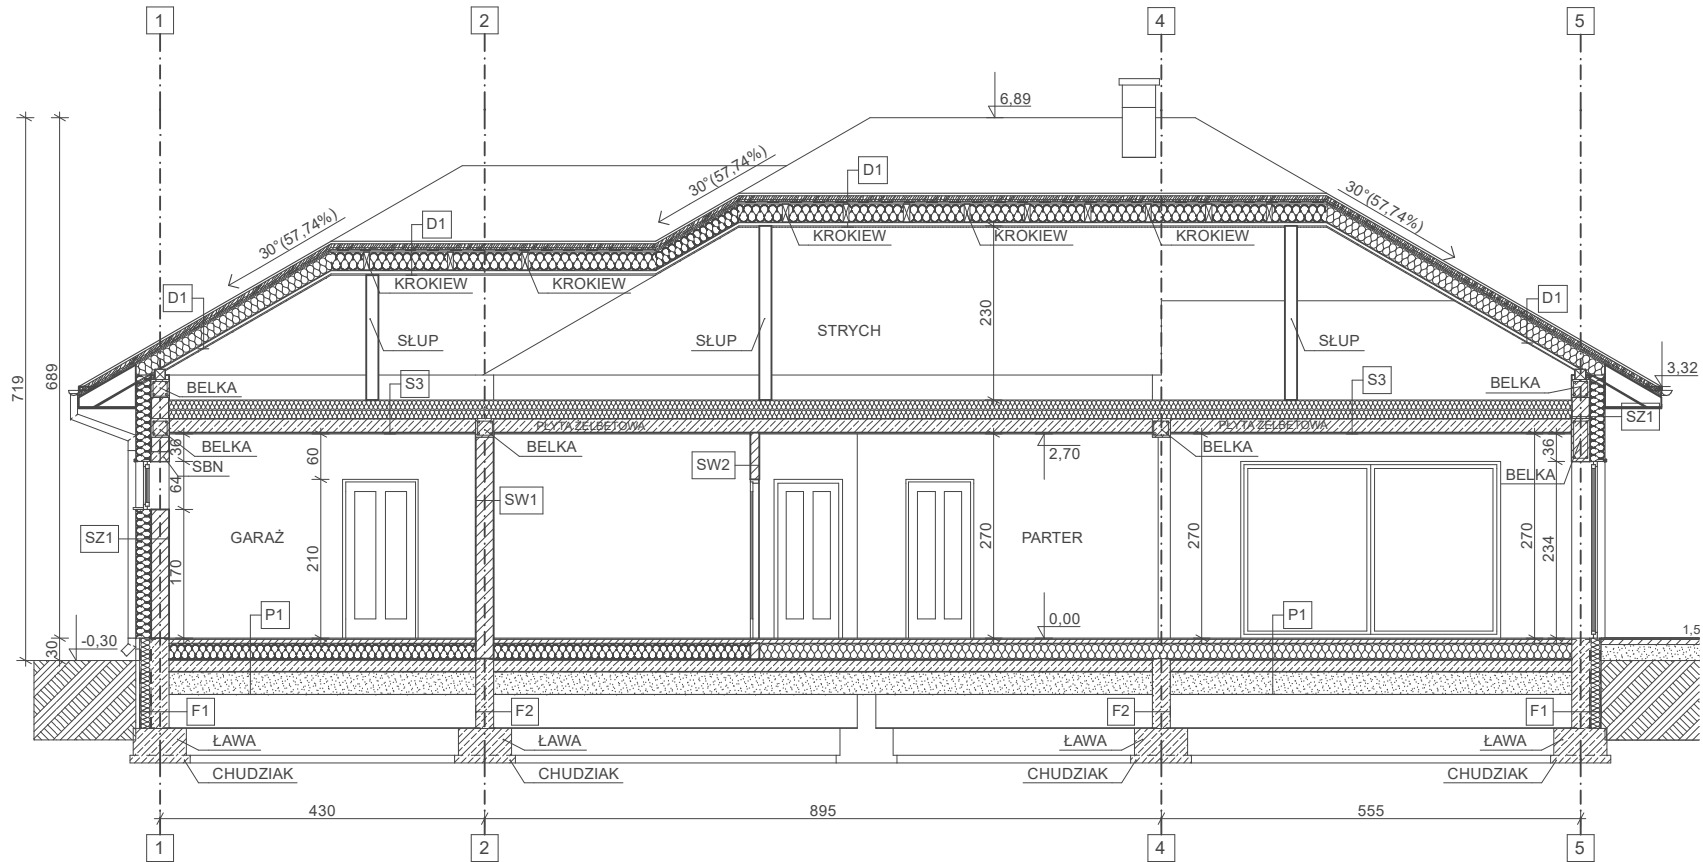 1
2
4
5
6,89
30°(57,74%)
30°(57,74%)
30°(57,74%)
D1
D1
D1
D1
KROKIEW
KROKIEW
KROKIEW
KROKIEW
KROKIEW
719
689
230
STRYCH
SŁUP
SŁUP
SŁUP
3,32
BELKA
S3
S3
BELKA
SZ1
PŁYTA ŻELBETOWA
PŁYTA ŻELBETOWA
36
BELKA
60
BELKA
2,70
BELKA
36
SBN
SW2
BELKA
64
SW1
SZ1
GARAŻ
270
PARTER
270
270
234
170
210
P1
0,00
P1
-0,30
30
1,5
F1
F2
F2
F1
ŁAWA
ŁAWA
ŁAWA
ŁAWA
CHUDZIAK
CHUDZIAK
CHUDZIAK
CHUDZIAK
430
895
555
1
2
4
5